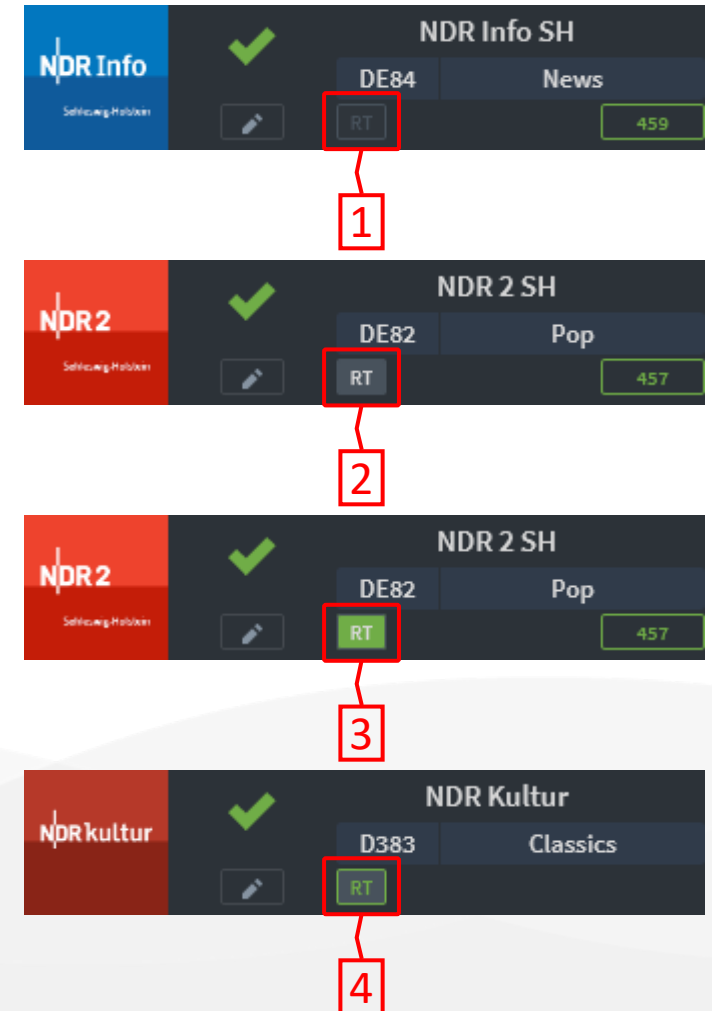 NDR Info
Schleswig-Holstein
NDR Info SH
DE84 News
RT 459
1
NDR 2
Schleswig-Holstein
NDR 2 SH
DE82 Pop
RT 457
2
NDR 2
Schleswig-Holstein
NDR 2 SH
DE82 Pop
RT 457
3
NDR kultur
NDR Kultur
D383 Classics
RT
4